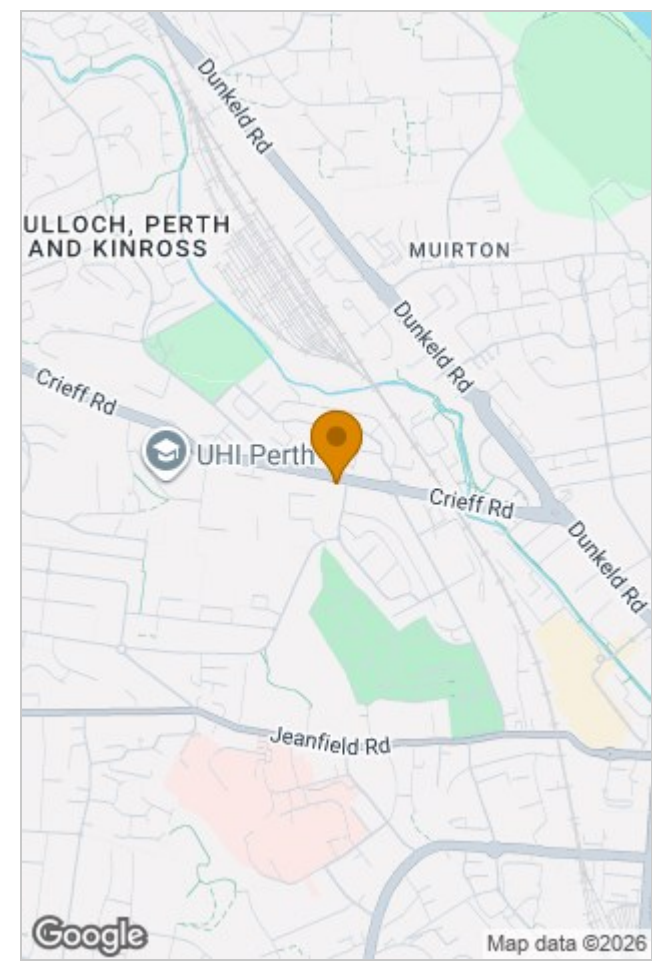 Dunkeld Rd
ULLOCH, PERTH
AND KINROSS
MUIRTON
Dunkeld Rd
Crieff Rd
UHI Perth
Crieff Rd
Dunkeld Rd
Jeanfield Rd
Google
Map data ©2026